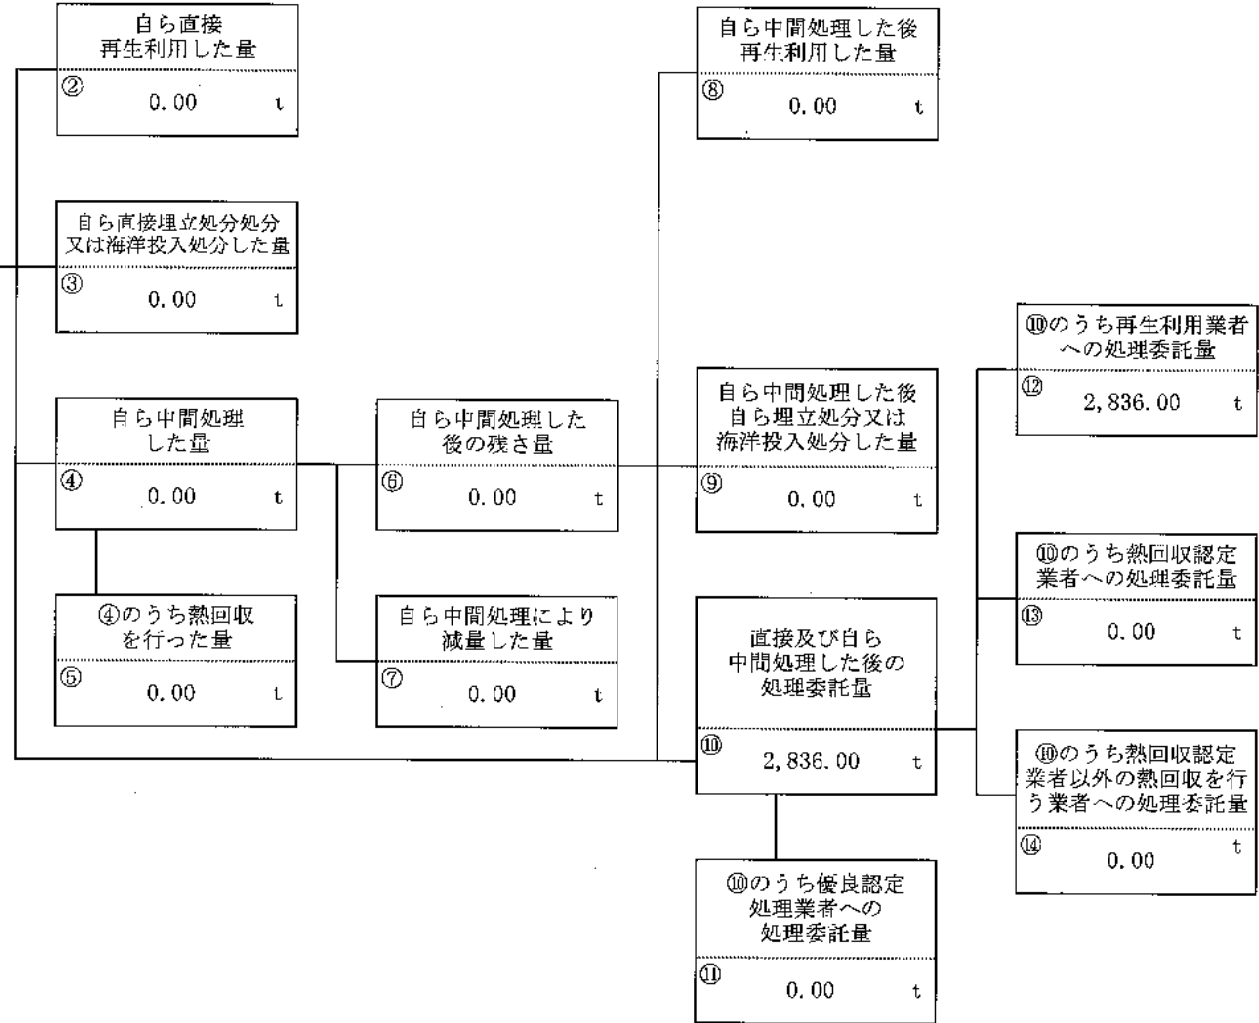 自ら直接
再生利用した量
②
0.00 t
自ら直接埋立処分処分
又は海洋投入処分した量
③
0.00 t
自ら中間処理
した量
④
0.00 t
④のうち熱回収
を行った量
⑤
0.00 t
自ら中間処理した
後の残さ量
⑥
0.00 t
自ら中間処理により
減量した量
⑦
0.00 t
自ら中間処理した後
再生利用した量
⑧
0.00 t
自ら中間処理した後
自ら埋立処分又は
海洋投入処分した量
⑨
0.00 t
直接及び自ら
中間処理した後の
処理委託量
⑩
2,836.00 t
⑩のうち優良認定
処理業者への
処理委託量
⑪
0.00 t
⑩のうち再生利用業者
への処理委託量
⑫
2,836.00 t
⑩のうち熱回収認定
業者への処理委託量
⑬
0.00 t
⑩のうち熱回収認定
業者以外の熱回収を行
う業者への処理委託量
⑭
0.00 t